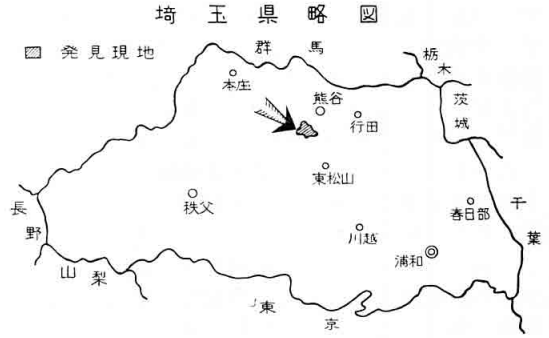 埼玉県略図
発見現地
群馬
栃木
本庄
熊谷
茨城
行田
東松山
秩父
春日部
千葉
長野
川越
浦和
山梨
東京